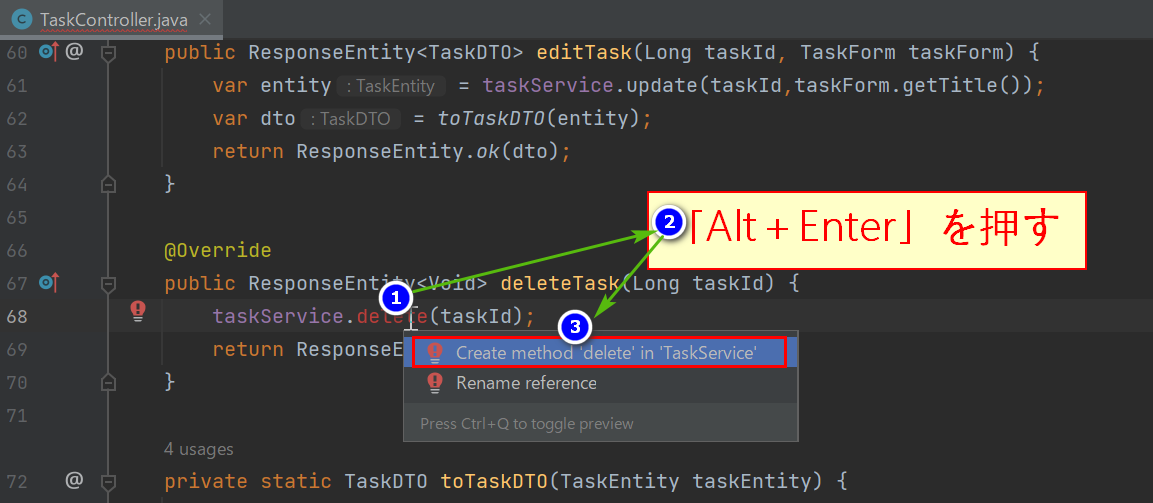 TaskController.java
60 @ public ResponseEntity<TaskDTO> editTask(Long taskId, TaskForm taskForm) {
61 var entity : TaskEntity = taskService.update(taskId,taskForm.getTitle());
62 var dto : TaskDTO = toTaskDTO(entity);
63 return ResponseEntity.ok(dto);
64 }
65
2 「Alt + Enter」を押す
66 @Override
67 public ResponseEntity<Void> deleteTask(Long taskId) {
1
68 taskService.delete(taskId);
3
69 return ResponseE
Create method 'delete' in 'TaskService'
70 }
Rename reference
71
Press Ctrl+Q to toggle preview
4 usages
72 @ private static TaskDTO toTaskDTO(TaskEntity taskEntity) {